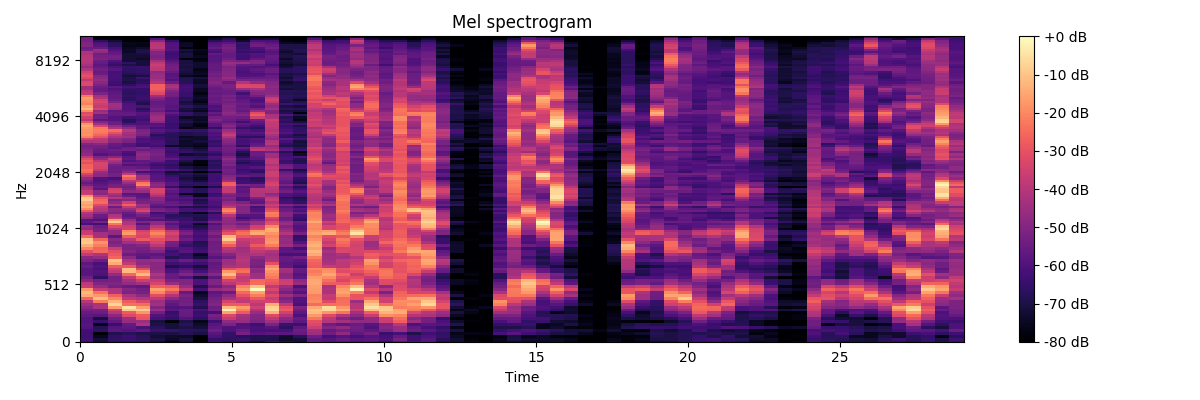 Mel spectrogram
8192
4096
2048
1024
512
0
Hz
0 5 10 15 20 25
Time
+0 dB
-10 dB
-20 dB
-30 dB
-40 dB
-50 dB
-60 dB
-70 dB
-80 dB